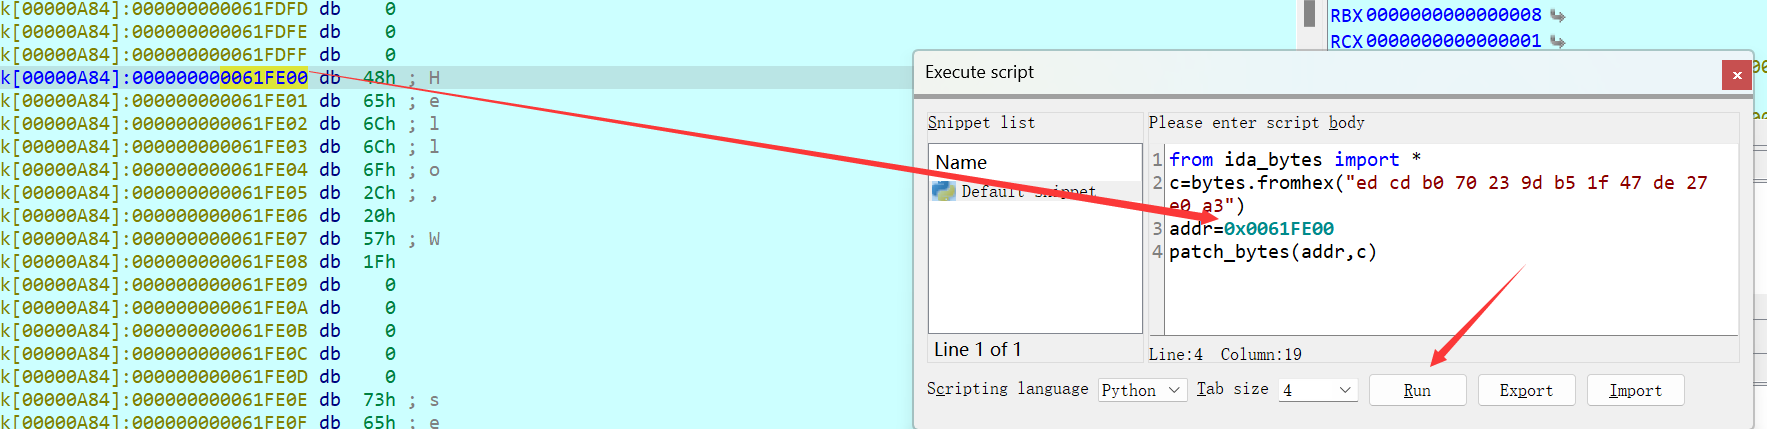 k[00000A84]:000000000061FDFD db 0
k[00000A84]:000000000061FDFE db 0
k[00000A84]:000000000061FDFF db 0
k[00000A84]:000000000061FE00 db 48h ; H
k[00000A84]:000000000061FE01 db 65h ; e
k[00000A84]:000000000061FE02 db 6Ch ; l
k[00000A84]:000000000061FE03 db 6Ch ; l
k[00000A84]:000000000061FE04 db 6Fh ; o
k[00000A84]:000000000061FE05 db 2Ch ; ,
k[00000A84]:000000000061FE06 db 20h
k[00000A84]:000000000061FE07 db 57h ; W
k[00000A84]:000000000061FE08 db 1Fh
k[00000A84]:000000000061FE09 db 0
k[00000A84]:000000000061FE0A db 0
k[00000A84]:000000000061FE0B db 0
k[00000A84]:000000000061FE0C db 0
k[00000A84]:000000000061FE0D db 0
k[00000A84]:000000000061FE0E db 73h ; s
k[00000A84]:000000000061FE0F db 65h ; e
RBX 0000000000000008
RCX 0000000000000001
Execute script
Snippet list
Name
Default snippet
Line 1 of 1
Please enter script body
1 from ida_bytes import *
2 c=bytes.fromhex("ed cd b0 70 23 9d b5 1f 47 de 27
e0 a3")
3 addr=0x0061FE00
4 patch_bytes(addr,c)
Line:4 Column:19
Scripting language Python Tab size 4 Run Export Import